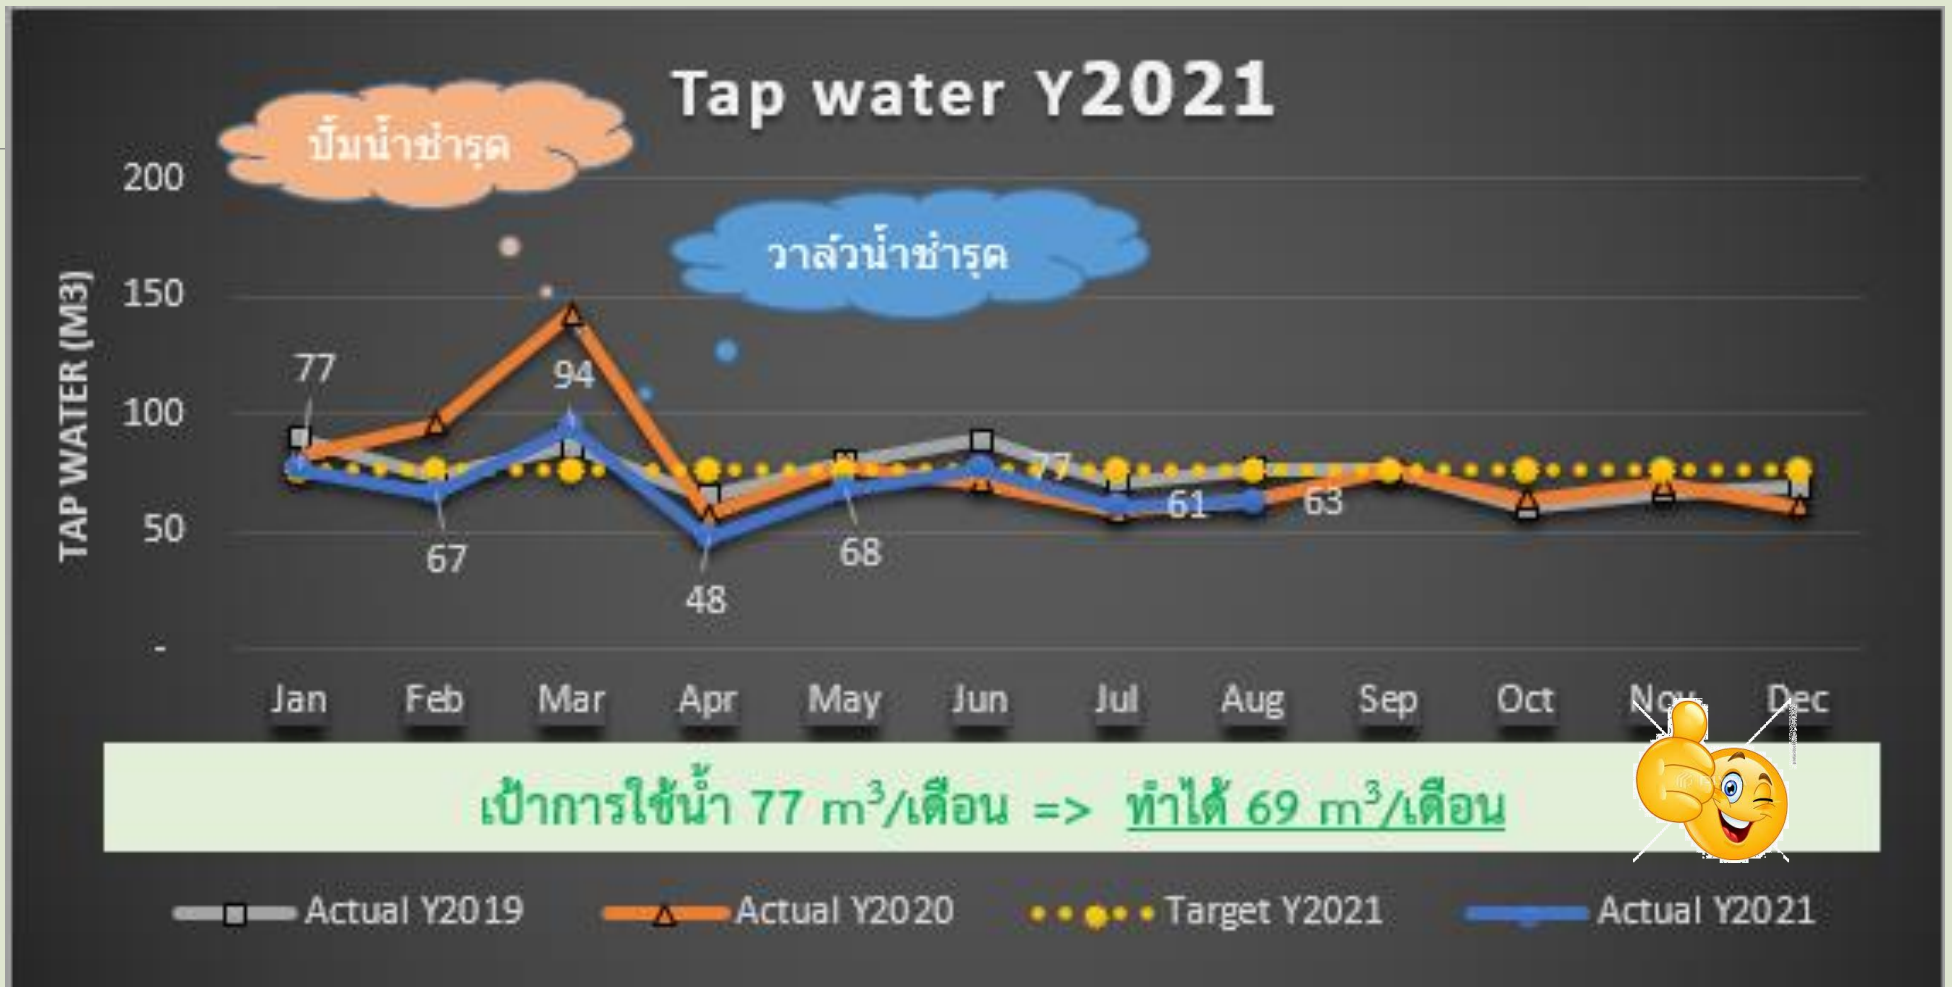 Tap water Y2021
ปั๊มน้ำชำรุด
วาล์วน้ำชำรุด
TAP WATER (M3)
200
150
100
50
-
77
67
94
48
68
77
61
63
Jan Feb Mar Apr May Jun Jul Aug Sep Oct Nov Dec
เป้าการใช้น้ำ 77 m³/เดือน => ทำได้ 69 m³/เดือน
Actual Y2019 Actual Y2020 Target Y2021 Actual Y2021